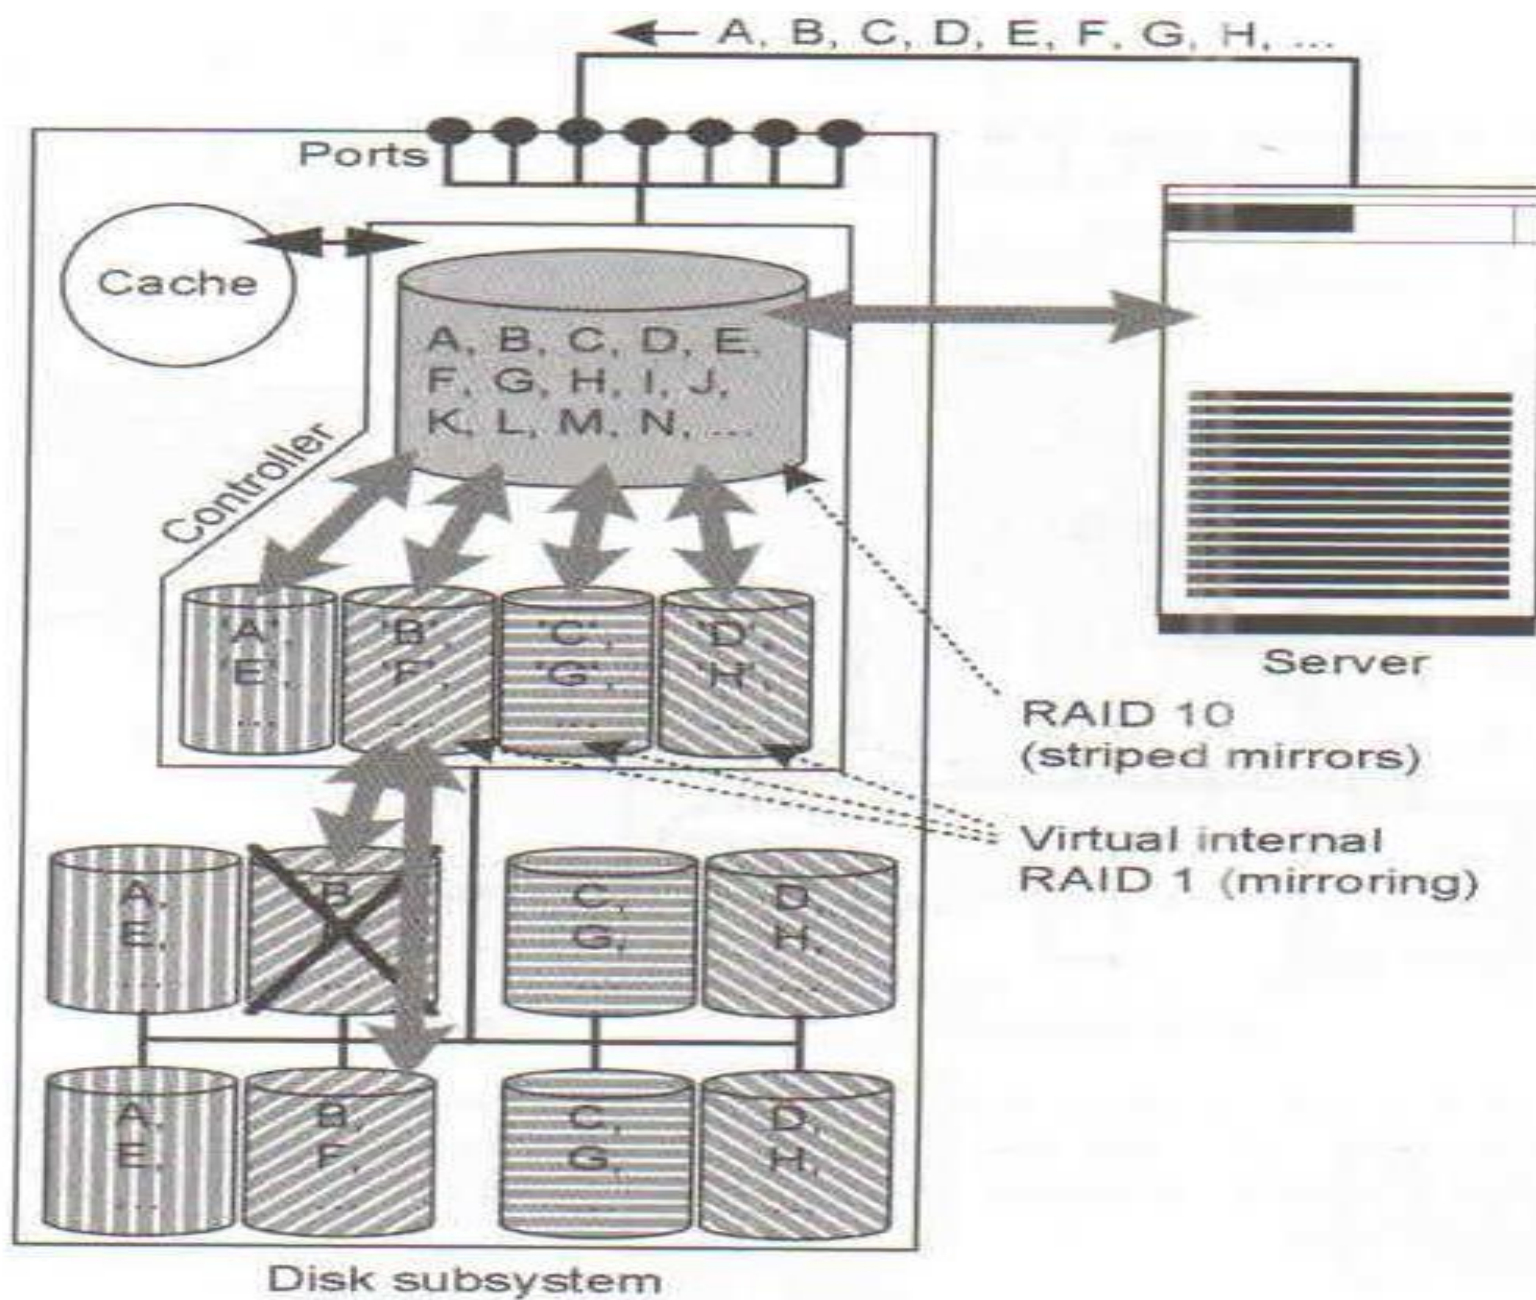 A, B, C, D, E, F, G, H, ...
Ports
Cache
A, B, C, D, E,
F, G, H, I, J,
K, L, M, N, ...
Controller
'A', 'B', 'C', 'D',
'E', 'F', 'G', 'H',
... ... ... ...
Server
RAID 10
(striped mirrors)
Virtual internal
RAID 1 (mirroring)
A, B, C, D,
E, G, H,
... ... ... ...
A, B, C, D,
E, F, G, H,
... ... ... ...
Disk subsystem